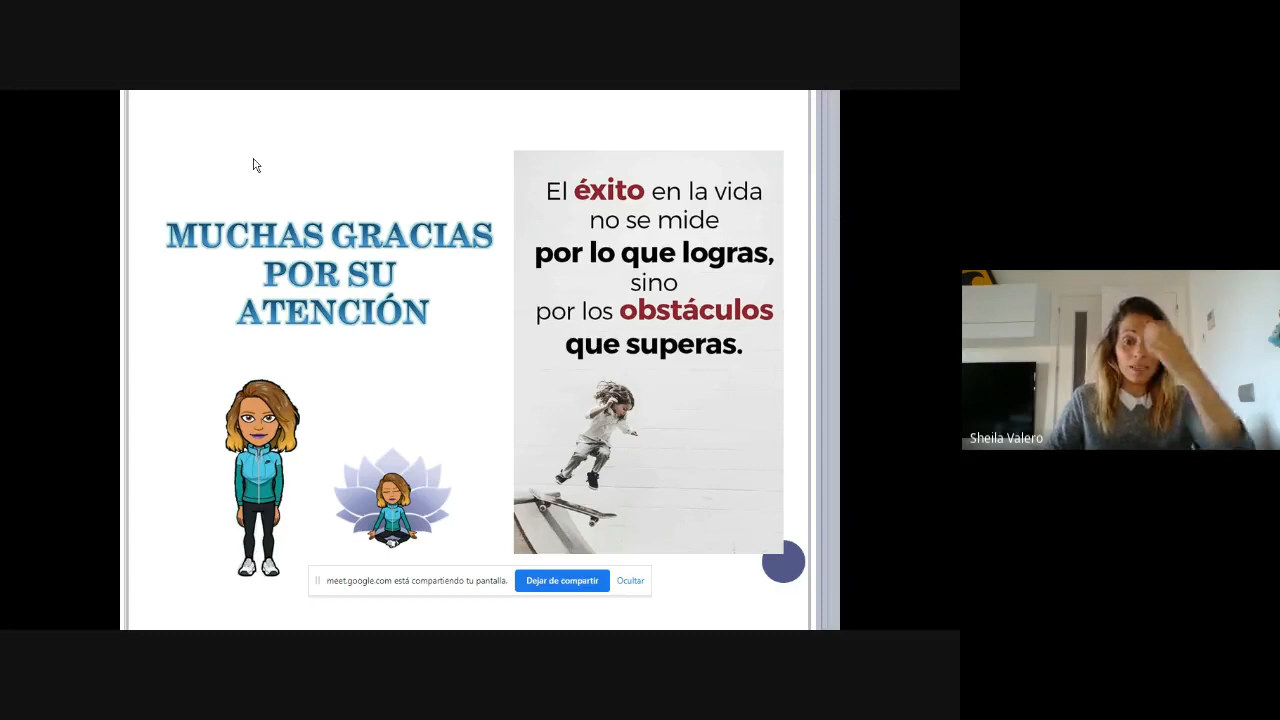 MUCHAS GRACIAS
POR SU
ATENCIÓN
El éxito en la vida
no se mide
por lo que logras,
sino
por los obstáculos
que superas.
meet.google.com está compartiendo tu pantalla.
Dejar de compartir
Ocultar
Sheila Valero